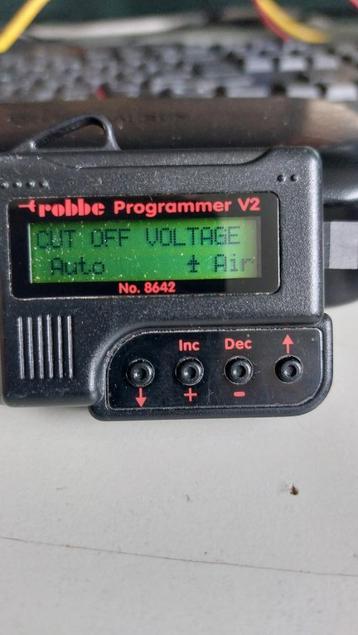 robbe Programmer V2
CUT OFF VOLTAGE
Auto ± Air
No. 8642
Inc Dec ↑
↓ + -